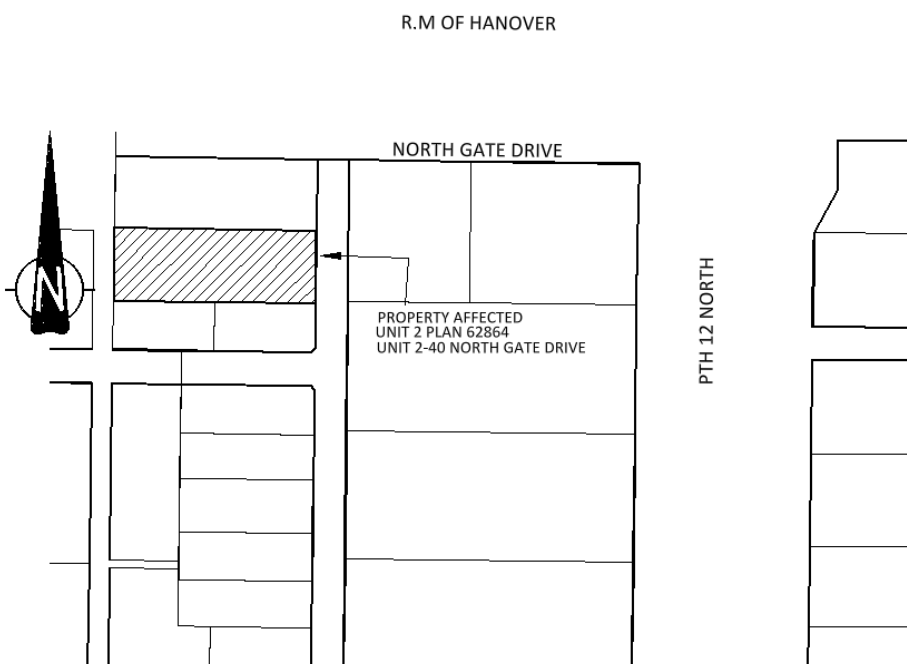 R.M OF HANOVER
NORTH GATE DRIVE
N
PROPERTY AFFECTED
UNIT 2 PLAN 62864
UNIT 2-40 NORTH GATE DRIVE
PTH 12 NORTH